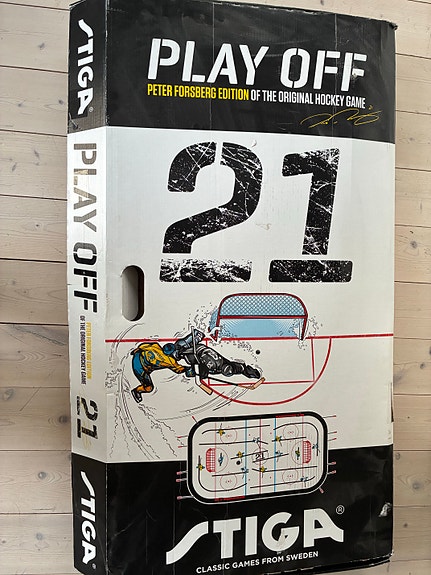 PLAY OFF
PETER FORSBERG EDITION OF THE ORIGINAL HOCKEY GAME
21
STIGA®
CLASSIC GAMES FROM SWEDEN
STIGA
PLAY OFF
PETER FORSBERG EDITION
OF THE ORIGINAL HOCKEY GAME
21
STIGA